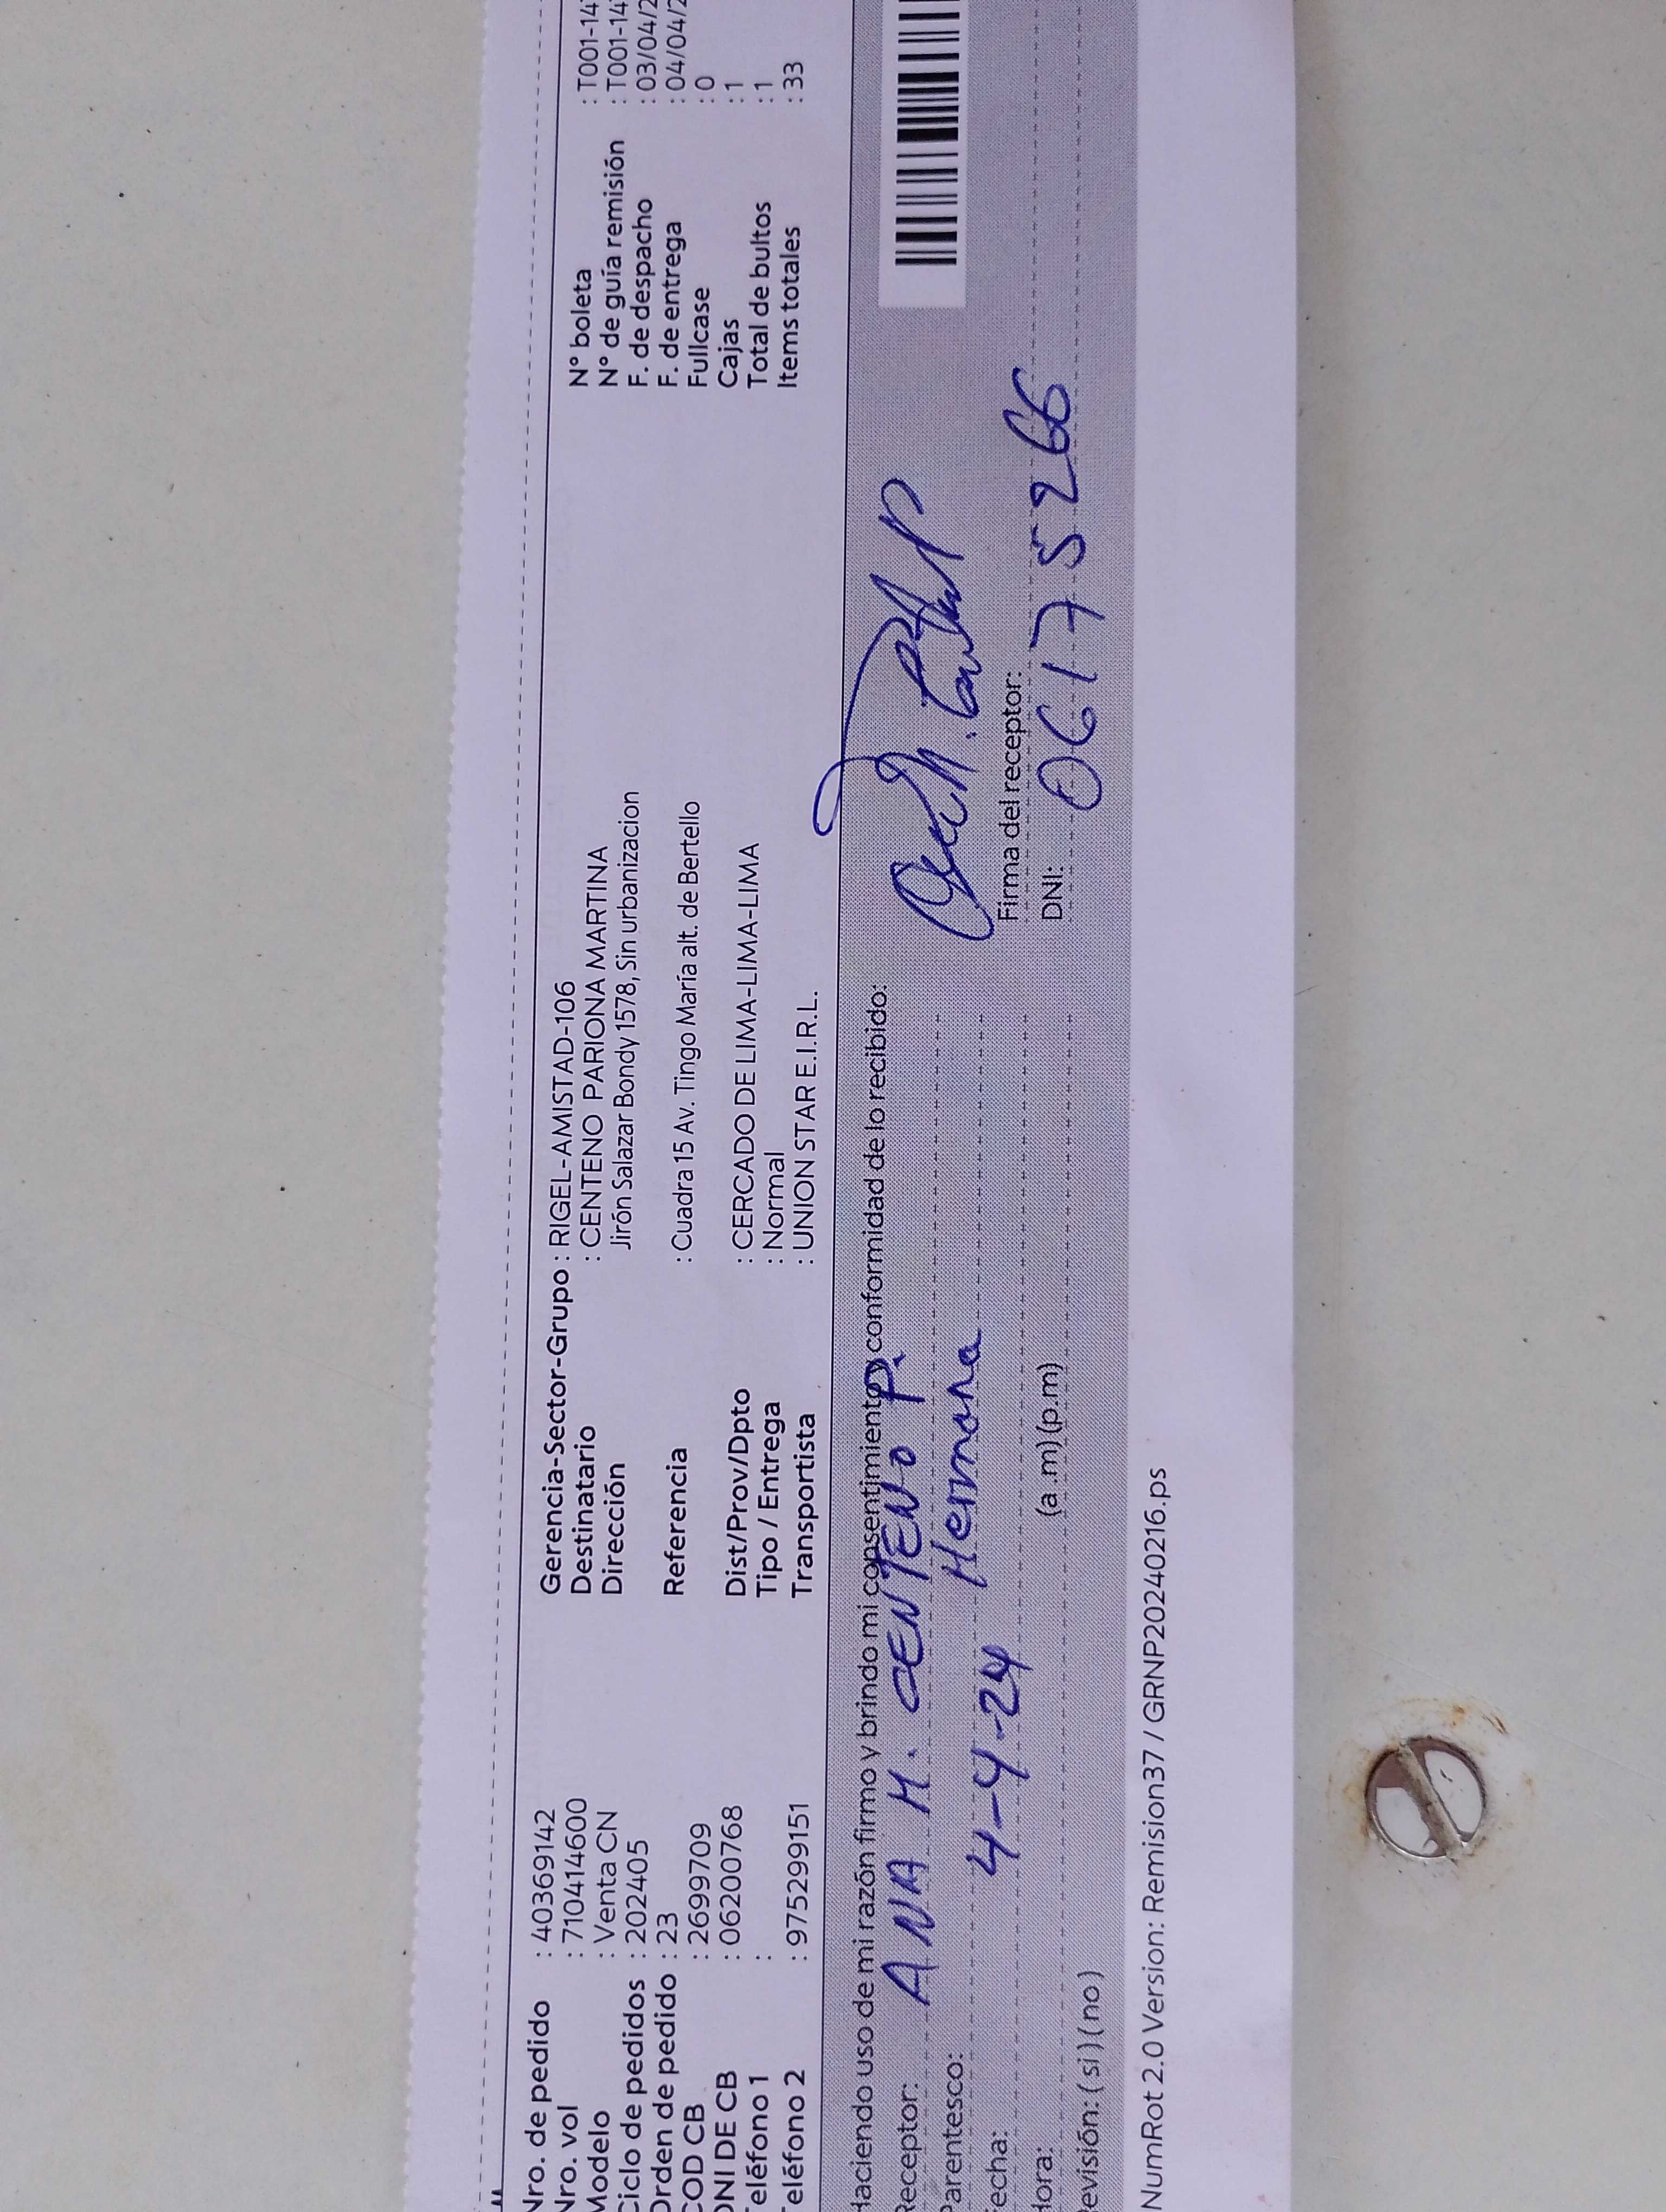 Nro. de pedido : 40369142
Nro. vol : 710414600
Modelo : Venta CN
Ciclo de pedidos : 202405
Orden de pedido : 23
COD CB : 2699709
DNI DE CB : 06200768
Teléfono 1 :
Teléfono 2 : 975299151
Gerencia-Sector-Grupo : RIGEL-AMISTAD-106
Destinatario : CENTENO PARIONA MARTINA
Dirección Jirón Salazar Bondy 1578, Sin urbanizacion
Referencia : Cuadra 15 Av. Tingo María alt. de Bertello
Dist/Prov/Dpto : CERCADO DE LIMA-LIMA-LIMA
Tipo / Entrega : Normal
Transportista : UNION STAR E.I.R.L.
N° boleta : T001-14
N° de guía remisión : T001-14
F. de despacho : 03/04/2
F. de entrega : 04/04/2
Fullcase : 0
Cajas : 1
Total de bultos : 1
Items totales : 33
Haciendo uso de mi razón firmo y brindo mi consentimiento y conformidad de lo recibido:
Receptor: ANA M. CENTENO P.
Parentesco: Hermana
Fecha: 4-4-24
Hora: (a.m) (p.m)
Revisión: (si) (no)
Firma del receptor:
DNI: 06175266
NumRot 2.0 Version: Remision37 / GRNP20240216.ps